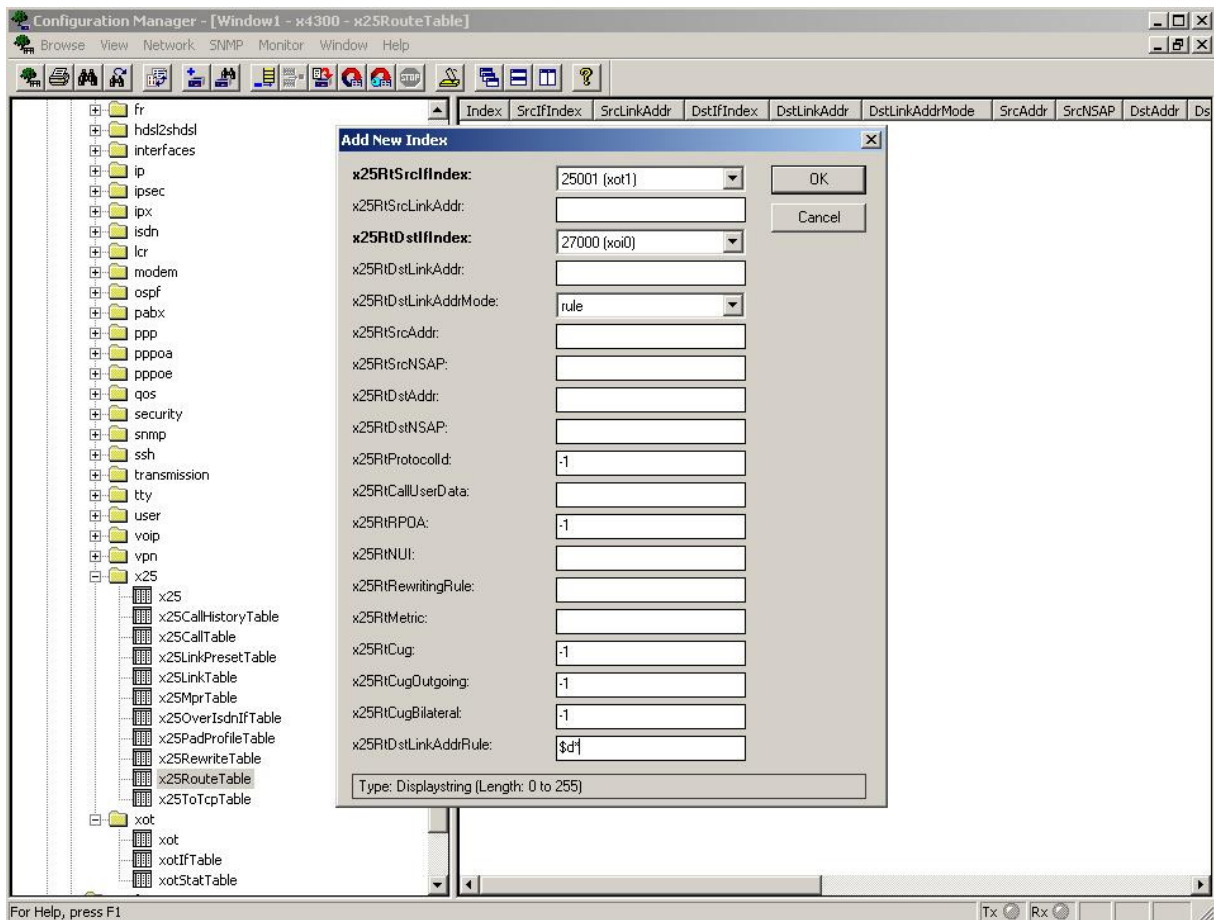 Configuration Manager - [Window1 - x4300 - x25RouteTable]
Browse View Network SNMP Monitor Window Help
STOP
Index SrcIfIndex SrcLinkAddr DstIfIndex DstLinkAddr DstLinkAddrMode SrcAddr SrcNSAP DstAddr Ds
fr
hdsl2shdsl
interfaces
ip
ipsec
ipx
isdn
lcr
modem
ospf
pabx
ppp
pppoa
pppoe
qos
security
snmp
ssh
transmission
tty
user
voip
vpn
x25
x25
x25CallHistoryTable
x25CallTable
x25LinkPresetTable
x25LinkTable
x25MprTable
x25OverIsdnIfTable
x25PadProfileTable
x25RewriteTable
x25RouteTable
x25ToTcpTable
xot
xot
xotIfTable
xotStatTable
Add New Index
x25RtSrcIfIndex: 25001 (xot1)
OK
x25RtSrcLinkAddr:
Cancel
x25RtDstIfIndex: 27000 (xoi0)
x25RtDstLinkAddr:
x25RtDstLinkAddrMode: rule
x25RtSrcAddr:
x25RtSrcNSAP:
x25RtDstAddr:
x25RtDstNSAP:
x25RtProtocolId: -1
x25RtCallUserData:
x25RtRPOA: -1
x25RtNUI:
x25RtRewritingRule:
x25RtMetric:
x25RtCug: -1
x25RtCugOutgoing: -1
x25RtCugBilateral: -1
x25RtDstLinkAddrRule: $d*
Type: Displaystring (Length: 0 to 255)
For Help, press F1
Tx Rx